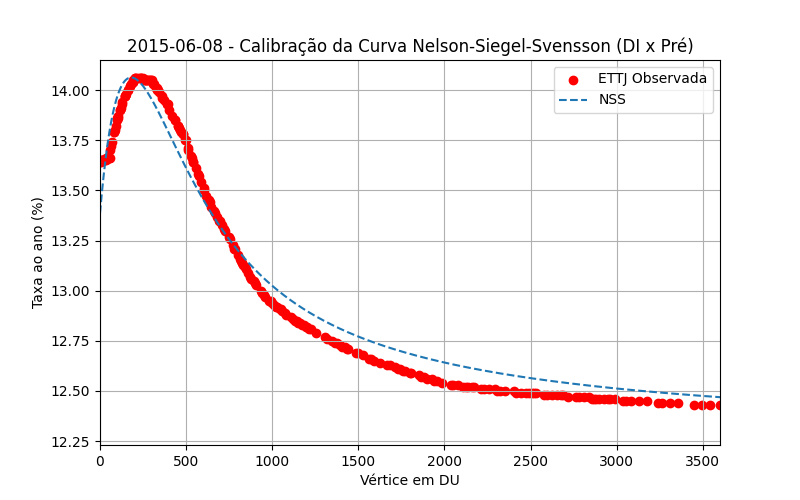 2015-06-08 - Calibração da Curva Nelson-Siegel-Svensson (DI x Pré)
ETTJ Observada
NSS
Taxa ao ano (%)
14.00
13.75
13.50
13.25
13.00
12.75
12.50
12.25
0 500 1000 1500 2000 2500 3000 3500
Vértice em DU